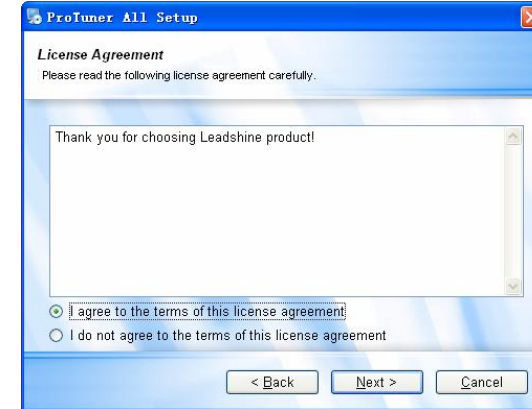 ProTuner All Setup
License Agreement
Please read the following license agreement carefully.
Thank you for choosing Leadshine product!
I agree to the terms of this license agreement
I do not agree to the terms of this license agreement
< Back
Next >
Cancel